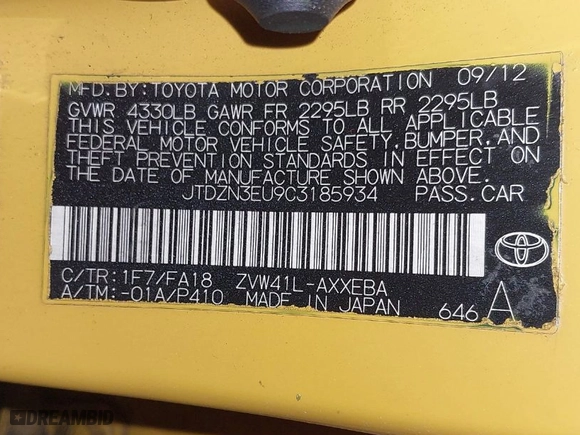 MFD. BY: TOYOTA MOTOR CORPORATION 09/12
GVWR 4330LB GAWR FR 2295LB RR 2295LB
THIS VEHICLE CONFORMS TO ALL APPLICABLE
FEDERAL MOTOR VEHICLE SAFETY, BUMPER, AND
THEFT PREVENTION STANDARDS IN EFFECT ON
THE DATE OF MANUFACTURE SHOWN ABOVE.
JTDZN3EU9C3185934 PASS. CAR
C/TR: 1F7/FA18 ZVW41L-AXXEBA
A/TM: -01A/P410 MADE IN JAPAN 646 A
DREAMBID